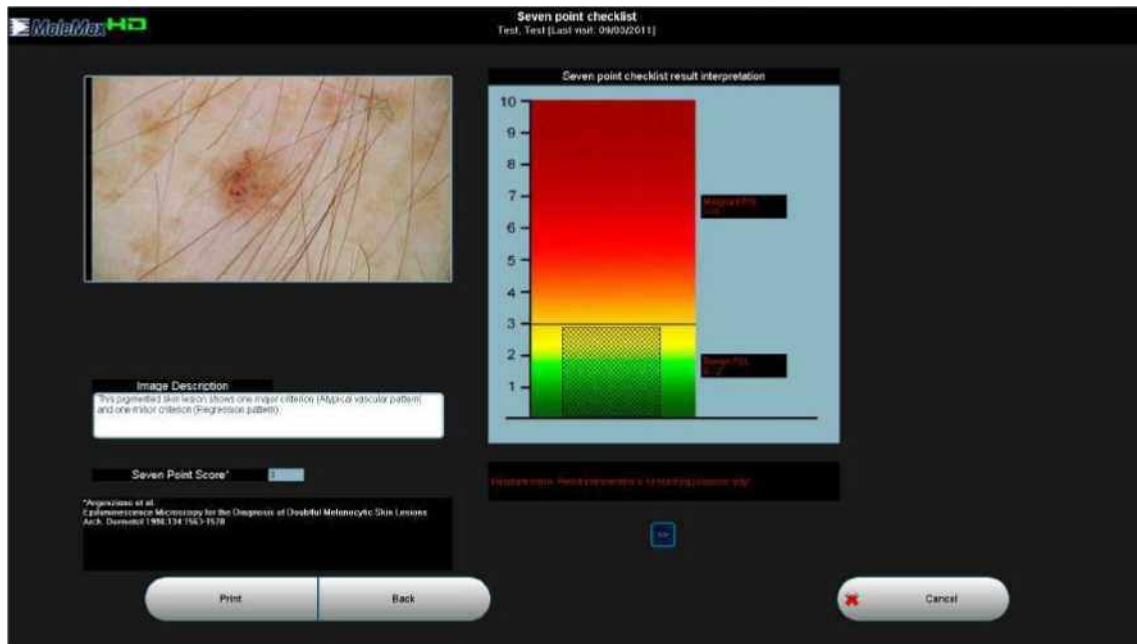 MoleMax HD
Seven point checklist
Test, Test [Last visit: 09/03/2011]
Seven point checklist result interpretation
10
9
8
7
6
5
4
3
2
1
Image Description
This pigmented skin lesion shows one major criterion (Atypical vascular pattern)
and one minor criterion (Regression pattern).
Seven Point Score*
3
*Argenziano et al.
Epiluminescence Microscopy for the Diagnosis of Doubtful Melanocytic Skin Lesions
Arch. Dermatol 1998;134:1563-1570
>>
Print
Back
Cancel